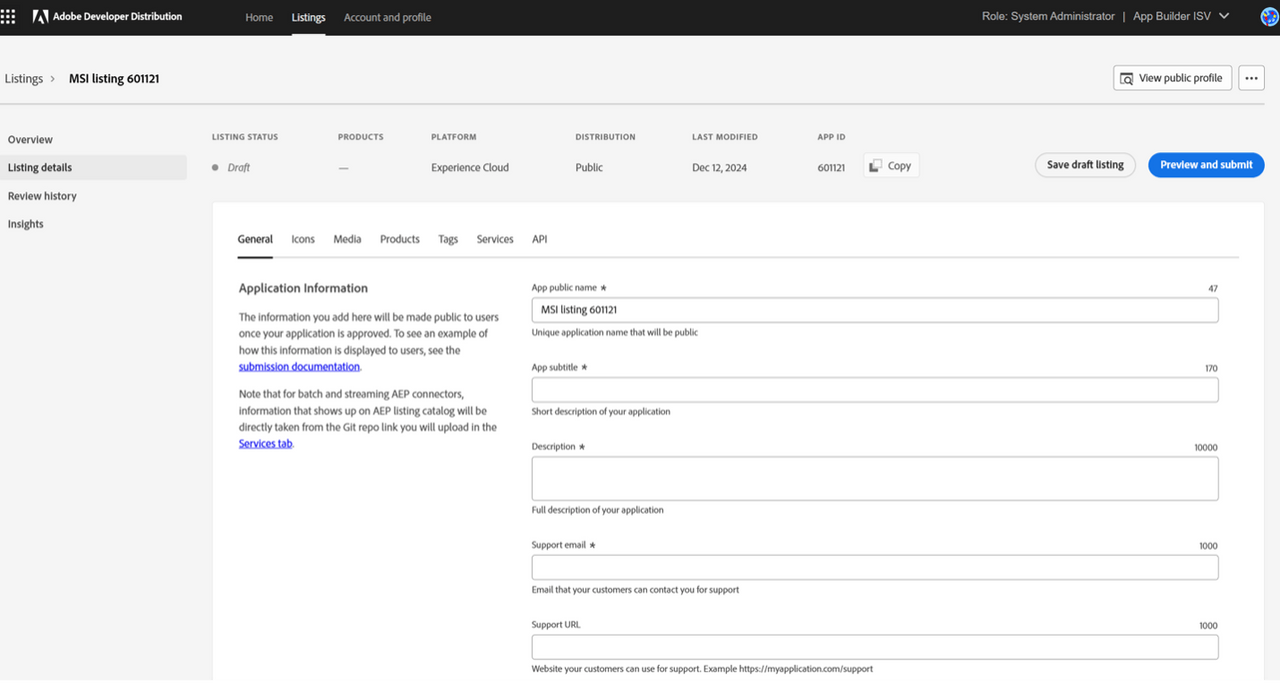 Adobe Developer Distribution Home Listings Account and profile Role: System Administrator | App Builder ISV
Listings > MSI listing 601121 View public profile
Overview
Listing details
Review history
Insights
LISTING STATUS PRODUCTS PLATFORM DISTRIBUTION LAST MODIFIED APP ID
Draft — Experience Cloud Public Dec 12, 2024 601121 Copy Save draft listing Preview and submit
General Icons Media Products Tags Services API
Application Information
The information you add here will be made public to users
once your application is approved. To see an example of
how this information is displayed to users, see the
submission documentation.
Note that for batch and streaming AEP connectors,
information that shows up on AEP listing catalog will be
directly taken from the Git repo link you will upload in the
Services tab.
App public name * 47
MSI listing 601121
Unique application name that will be public
App subtitle * 170
Short description of your application
Description * 10000
Full description of your application
Support email * 1000
Email that your customers can contact you for support
Support URL 1000
Website your customers can use for support. Example https://myapplication.com/support